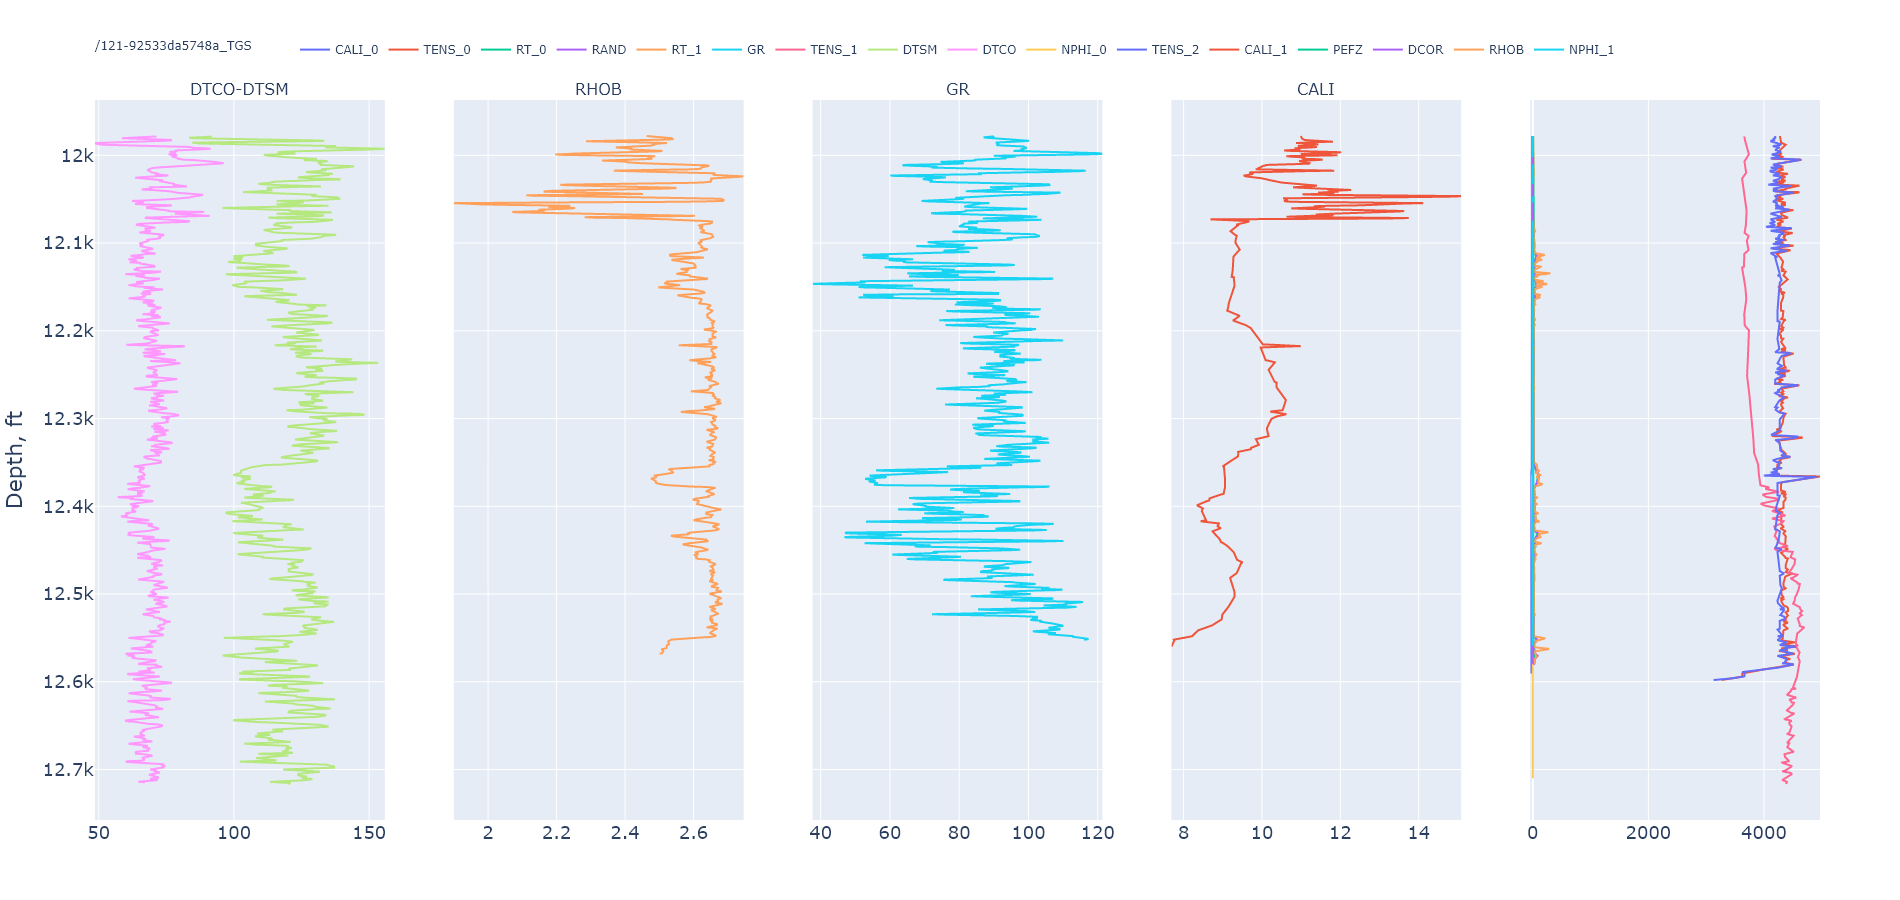 /121-92533da5748a_TGS
CALI_0 TENS_0 RT_0 RAND RT_1 GR TENS_1 DTSM DTCO NPHI_0 TENS_2 CALI_1 PEFZ DCOR RHOB NPHI_1
DTCO-DTSM RHOB GR CALI
12k
12.1k
12.2k
12.3k
12.4k
12.5k
12.6k
12.7k
Depth, ft
50 100 150 2 2.2 2.4 2.6 40 60 80 100 120 8 10 12 14 0 2000 4000